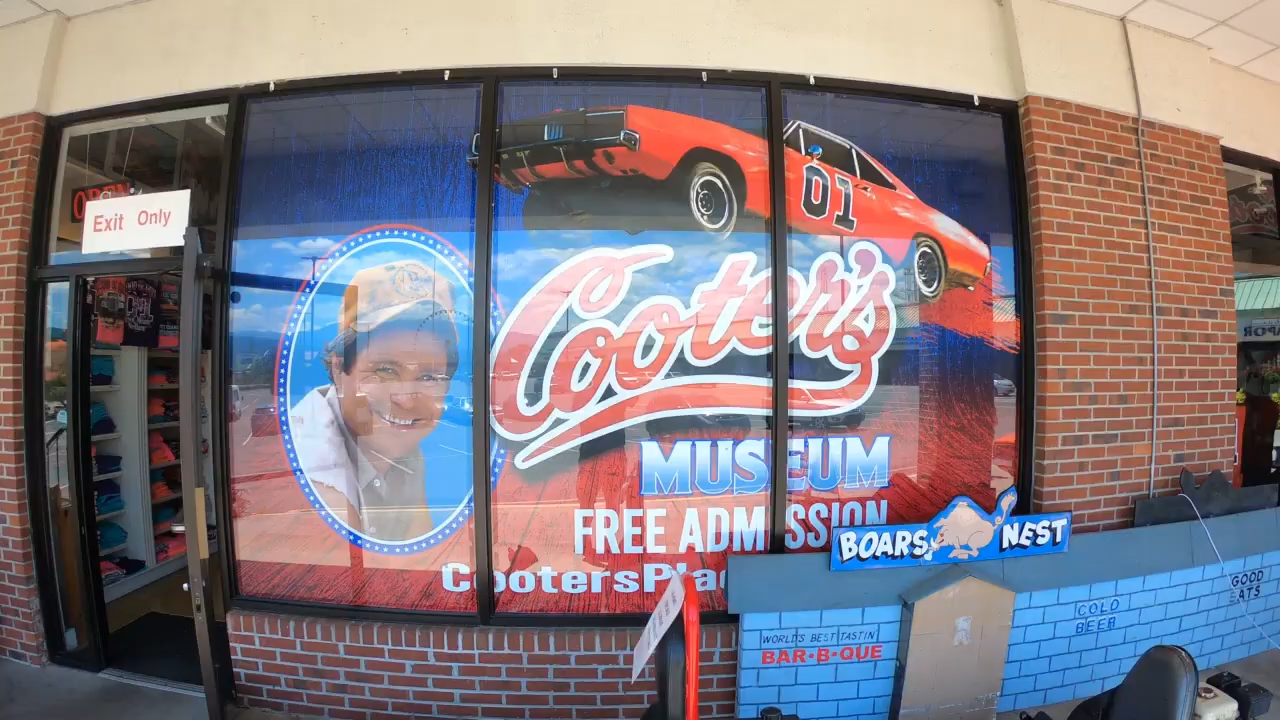 OPEN
Exit Only
01
Cooter's
MUSEUM
FREE ADMISSION
CootersPla
BOARS NEST
WORLD'S BEST TASTIN
BAR-B-QUE
COLD
BEER
GOOD
EATS